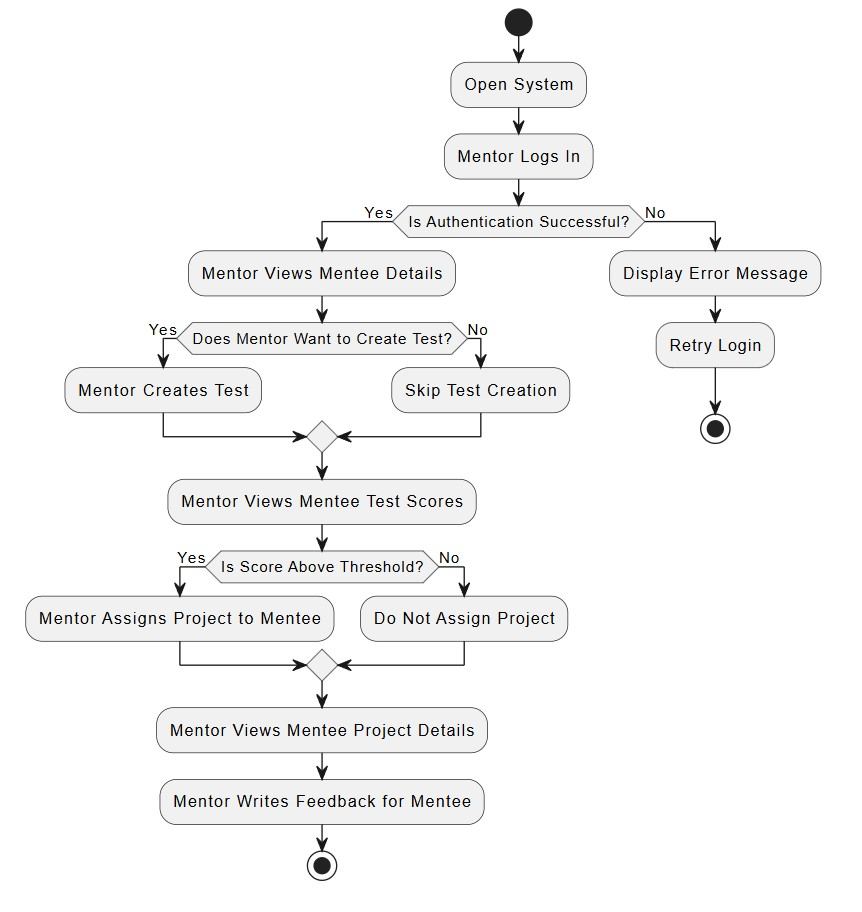 Open System
Mentor Logs In
Yes
Is Authentication Successful?
No
Mentor Views Mentee Details
Display Error Message
Yes
Does Mentor Want to Create Test?
No
Retry Login
Mentor Creates Test
Skip Test Creation
Mentor Views Mentee Test Scores
Yes
Is Score Above Threshold?
No
Mentor Assigns Project to Mentee
Do Not Assign Project
Mentor Views Mentee Project Details
Mentor Writes Feedback for Mentee